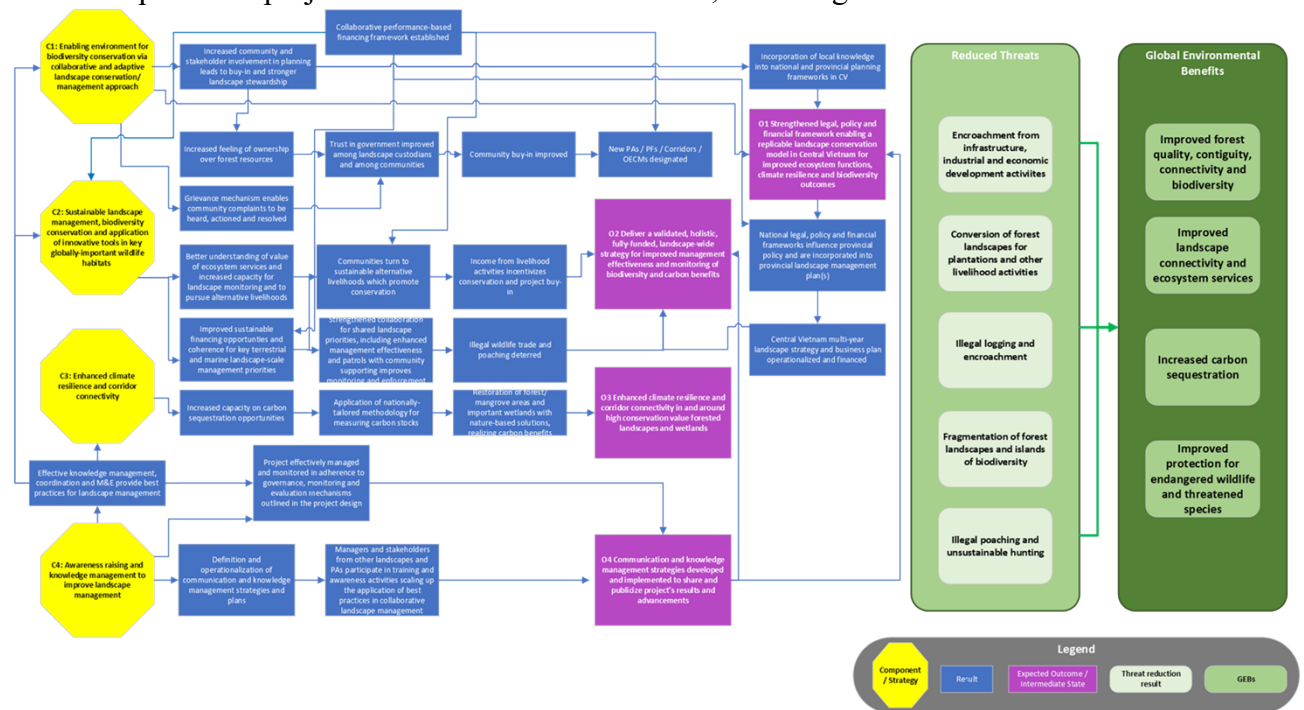 C1: Enabling environment for
biodiversity conservation via
collaborative and adaptive
landscape conservation/
management approach
Increased community and
stakeholder involvement in planning
leads to buy-in and stronger
landscape stewardship
Collaborative performance-based
financing framework established
Incorporation of local knowledge
into national and provincial planning
frameworks in CV
Increased feeling of ownership
over forest resources
Trust in government improved
among landscape custodians
and among communities
Community buy-in improved
New PAs / PFs / Corridors /
OECMs designated
O1 Strengthened legal, policy and
financial framework enabling a
replicable landscape conservation
model in Central Vietnam for
improved ecosystem functions,
climate resilience and biodiversity
outcomes
Grievance mechanism enables
community complaints to be
heard, actioned and resolved
C2: Sustainable landscape
management, biodiversity
conservation and application
of innovative tools in key
globally-important wildlife
habitats
Better understanding of value
of ecosystem services and
increased capacity for
landscape monitoring and to
pursue alternative livelihoods
Communities turn to
sustainable alternative
livelihoods which promote
conservation
Income from livelihood
activities incentivizes
conservation and project buy-
in
O2 Deliver a validated, holistic,
fully-funded, landscape-wide
strategy for improved management
effectiveness and monitoring of
biodiversity and carbon benefits
National legal, policy and financial
frameworks influence provincial
policy and are incorporated into
provincial landscape management
plan(s)
Improved sustainable
financing opportunities and
coherence for key terrestrial
and marine landscape-scale
management priorities
Strengthened collaboration
for shared landscape
priorities, including enhanced
management effectiveness
and patrols with community
supporting improves
monitoring and enforcement
Illegal wildlife trade and
poaching deterred
Central Vietnam multi-year
landscape strategy and business plan
operationalized and financed
C3: Enhanced climate
resilience and corridor
connectivity
Increased capacity on carbon
sequestration opportunities
Application of nationally-
tailored methodology for
measuring carbon stocks
Restoration of forest/
mangrove areas and
important wetlands with
nature-based solutions,
realizing carbon benefits
O3 Enhanced climate resilience and
corridor connectivity in and around
high conservation value forested
landscapes and wetlands
Effective knowledge management,
coordination and M&E provide best
practices for landscape management
Project effectively managed
and monitored in adherence to
governance, monitoring and
evaluation mechanisms
outlined in the project design
C4: Awareness raising and
knowledge management to
improve landscape
management
Definition and
operationalization of
communication and knowledge
management strategies and
plans
Managers and stakeholders
from other landscapes and
PAs participate in training and
awareness activities scaling up
the application of best
practices in collaborative
landscape management
O4 Communication and knowledge
management strategies developed
and implemented to share and
publicize project's results and
advancements
Reduced Threats
Encroachment from
infrastructure,
industrial and economic
development activiites
Conversion of forest
landscapes for
plantations and other
livelihood activities
Illegal logging and
encroachment
Fragmentation of forest
landscapes and islands
of biodiversity
Illegal poaching and
unsustainable hunting
Global Environmental
Benefits
Improved forest
quality, contiguity,
connectivity and
biodiversity
Improved
landscape
connectivity and
ecosystem services
Increased carbon
sequestration
Improved
protection for
endangered wildlife
and threatened
species
Legend
Component
/ Strategy
Result
Expected Outcome /
Intermediate State
Threat reduction
result
GEBs